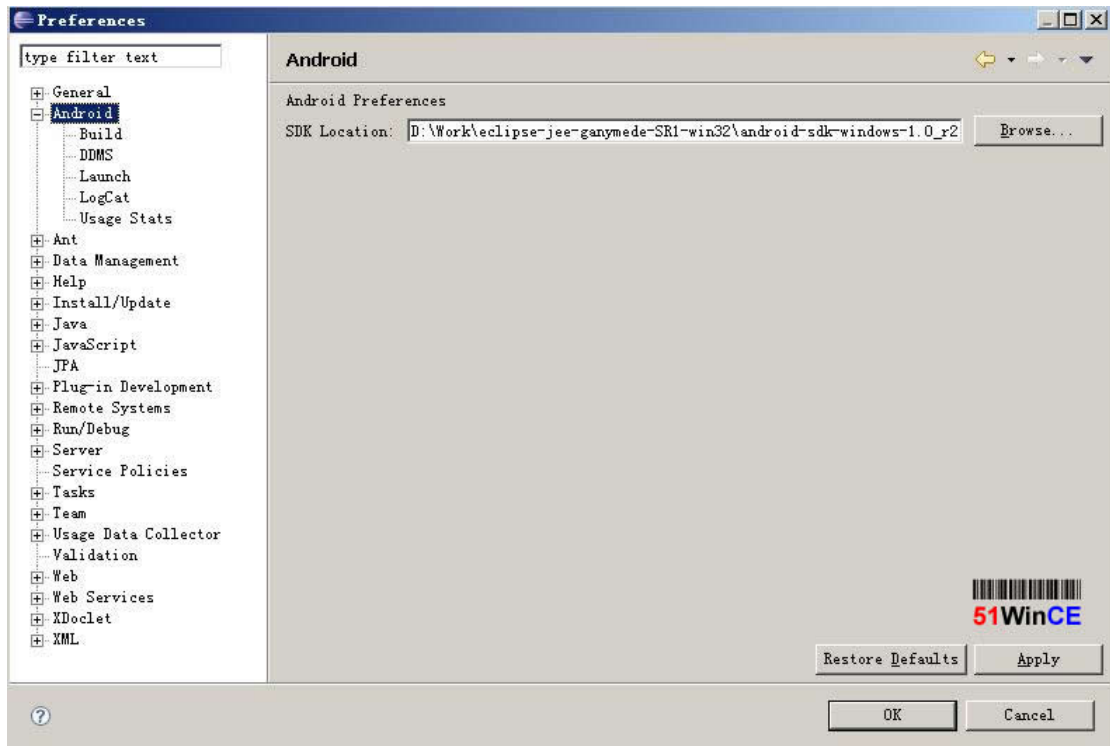 Preferences
type filter text
General
Android
Build
DDMS
Launch
LogCat
Usage Stats
Ant
Data Management
Help
Install/Update
Java
JavaScript
JPA
Plug-in Development
Remote Systems
Run/Debug
Server
Service Policies
Tasks
Team
Usage Data Collector
Validation
Web
Web Services
XDoclet
XML
Android
Android Preferences
SDK Location: D:\Work\eclipse-jee-ganymede-SR1-win32\android-sdk-windows-1.0_r2 Browse...
51WinCE
Restore Defaults Apply
? OK Cancel